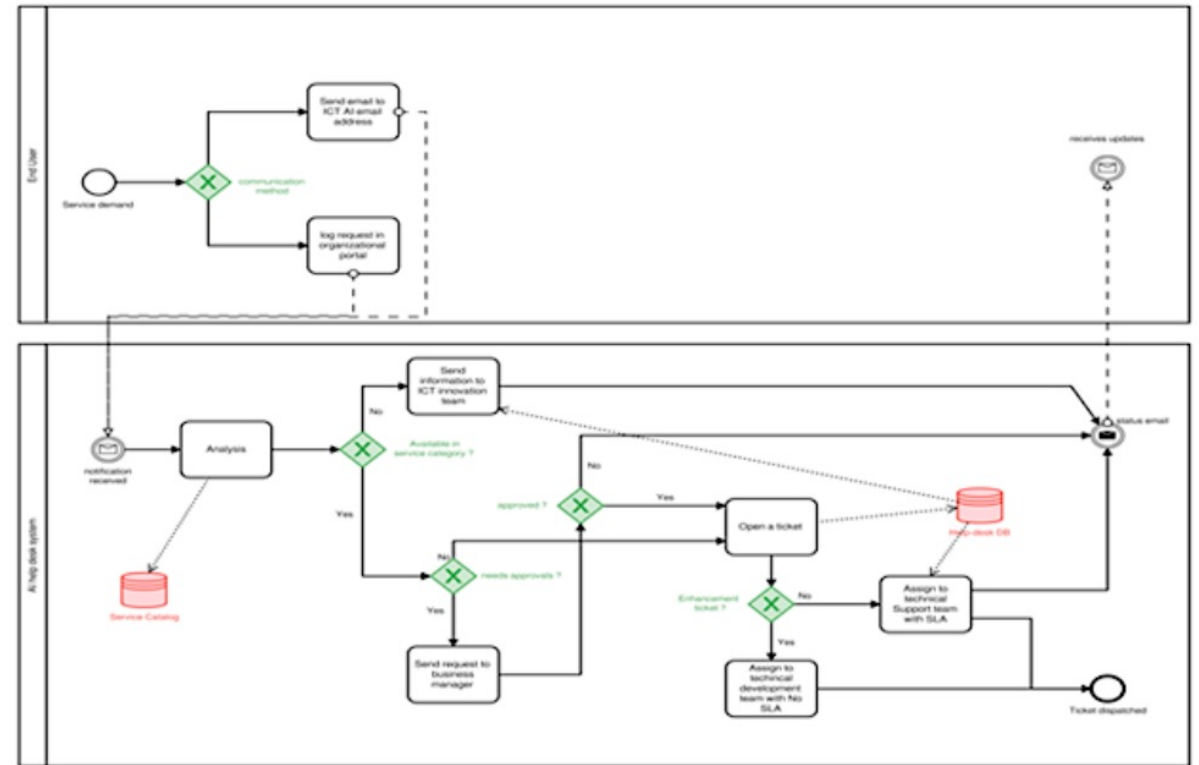 End User
Service demand
communication
method
Send email to
ICT AI email
address
log request in
organizational
portal
receives updates
AI help desk system
notification
received
Analysis
Service Catalog
No
Available in
service category ?
Yes
Send
information to
ICT innovation
team
No
needs approvals ?
Yes
Send request to
business
manager
No
approved ?
Yes
Open a ticket
Help-desk DB
Enhancement
ticket ?
No
Yes
Assign to
technical
Support team
with SLA
Assign to
techincal
development
team with No
SLA
status email
Ticket dispatched